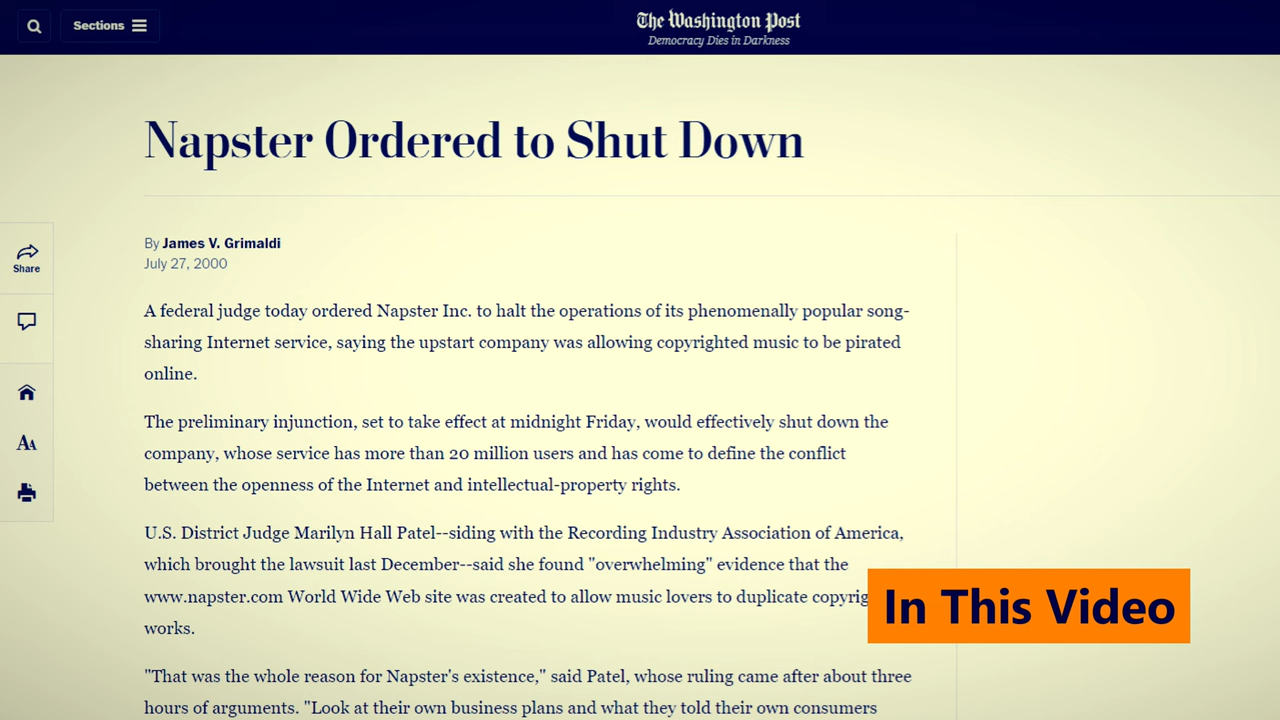 Sections
The Washington Post
Democracy Dies in Darkness
Napster Ordered to Shut Down
By James V. Grimaldi
July 27, 2000
Share
A federal judge today ordered Napster Inc. to halt the operations of its phenomenally popular song-
sharing Internet service, saying the upstart company was allowing copyrighted music to be pirated
online.
The preliminary injunction, set to take effect at midnight Friday, would effectively shut down the
company, whose service has more than 20 million users and has come to define the conflict
between the openness of the Internet and intellectual-property rights.
U.S. District Judge Marilyn Hall Patel--siding with the Recording Industry Association of America,
which brought the lawsuit last December--said she found "overwhelming" evidence that the
www.napster.com World Wide Web site was created to allow music lovers to duplicate
works.
"That was the whole reason for Napster's existence," said Patel, whose ruling came after about three
hours of arguments. "Look at their own business plans and what they told their own consumers
AA
In This Video